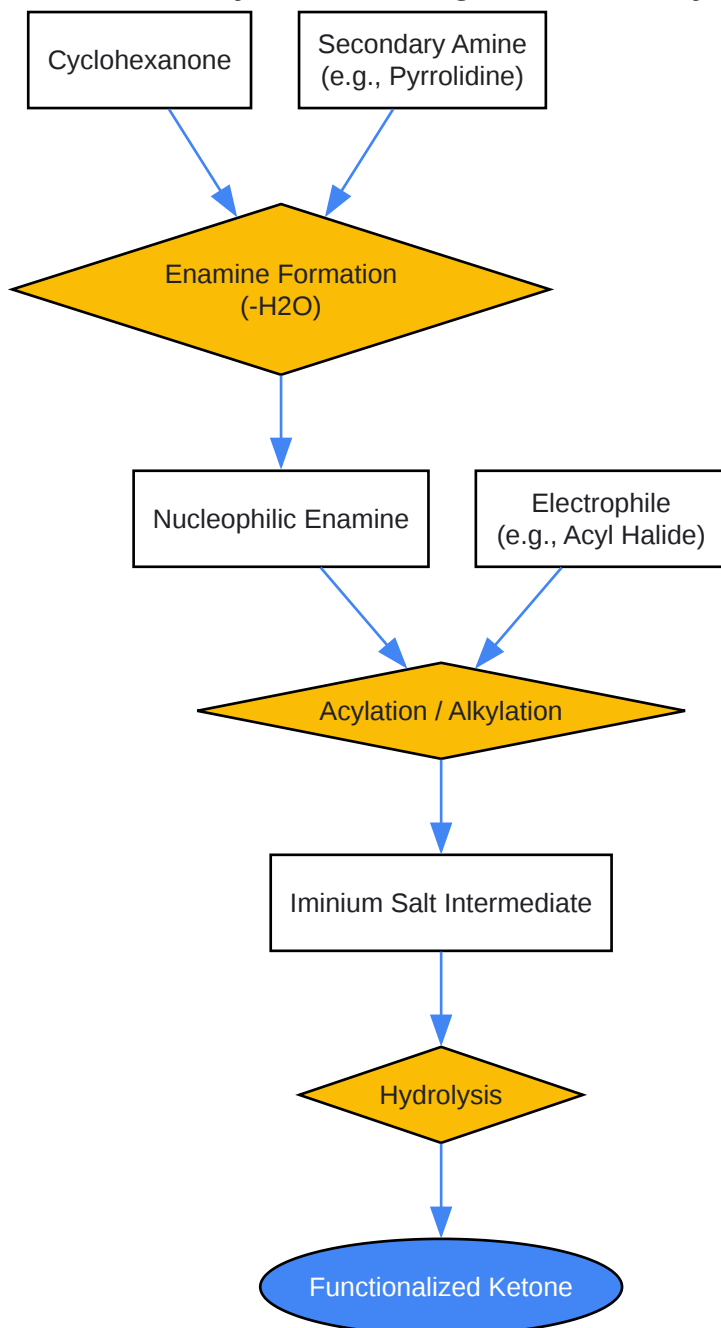 Cyclohexanone
Secondary Amine
(e.g., Pyrrolidine)
Enamine Formation
(-H2O)
Nucleophilic Enamine
Electrophile
(e.g., Acyl Halide)
Acylation / Alkylation
Iminium Salt Intermediate
Hydrolysis
Functionalized Ketone